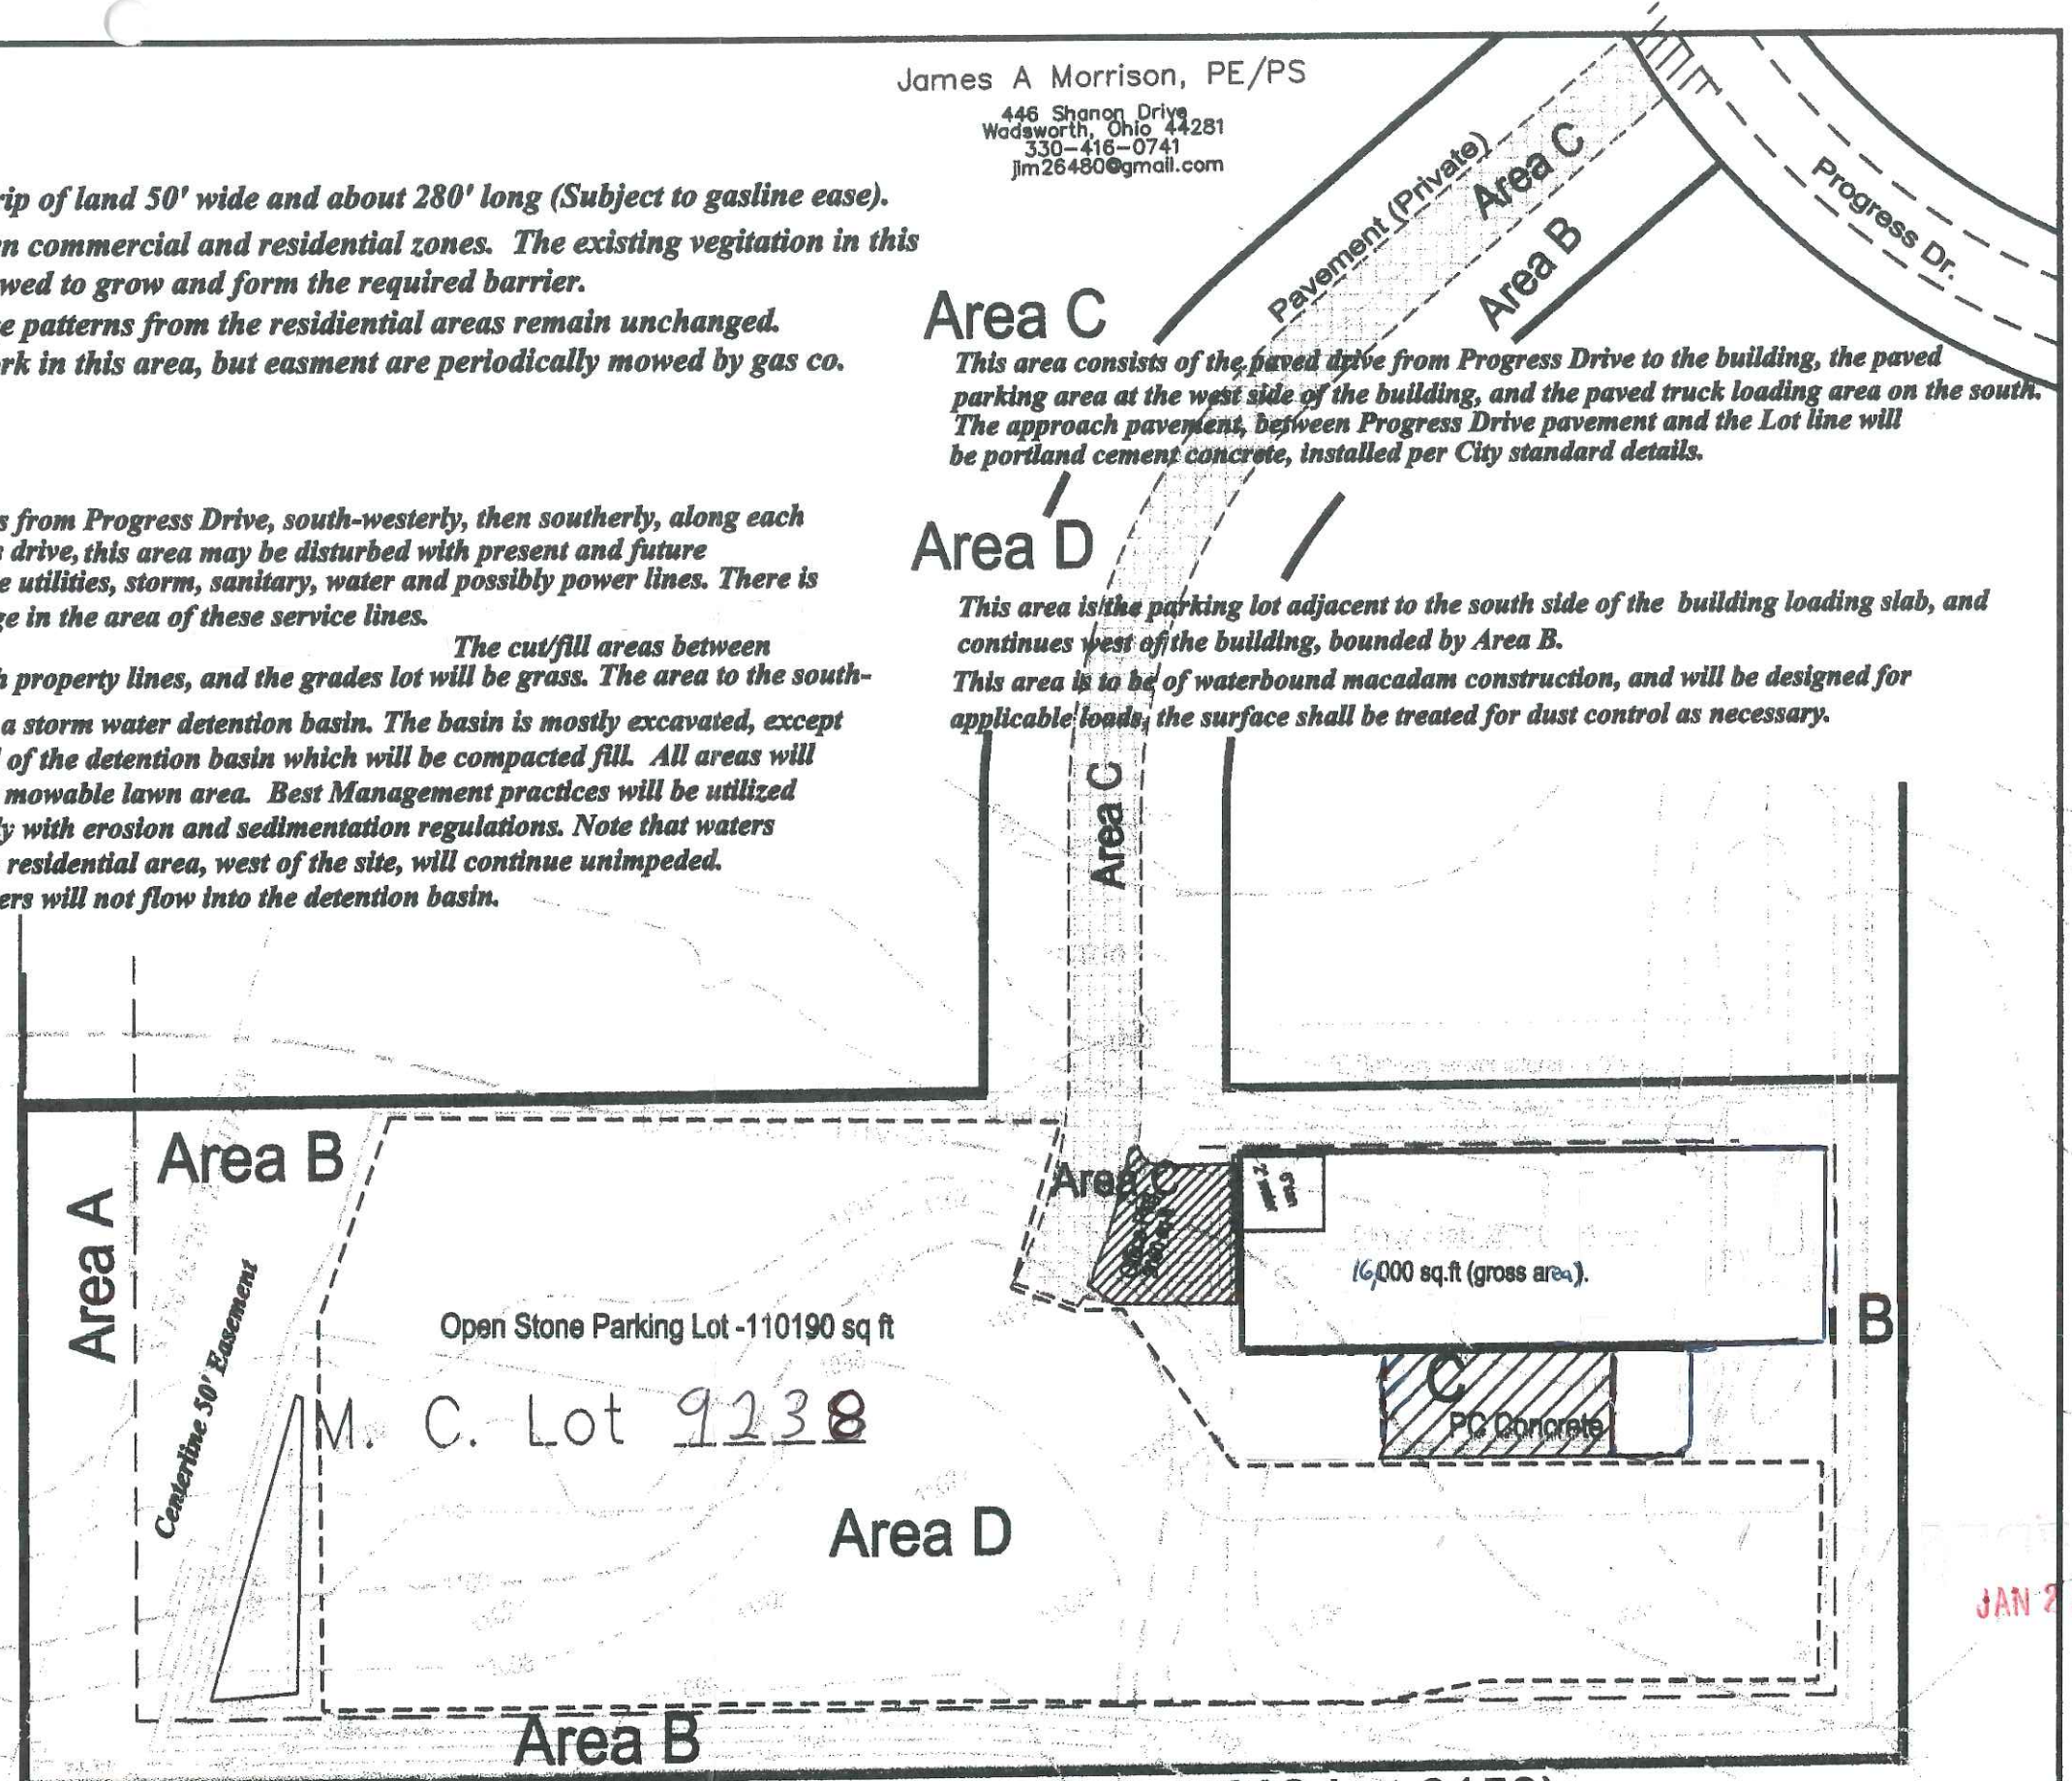 James A Morrison, PE/PS
446 Shanon Drive
Wadsworth, Ohio 44281
330-416-0741
jim26480@gmail.com
rip of land 50' wide and about 280' long (Subject to gasline ease).
n commercial and residential zones. The existing vegitation in this
wed to grow and form the required barrier.
e patterns from the residiential areas remain unchanged.
rk in this area, but easment are periodically mowed by gas co.
s from Progress Drive, south-westerly, then southerly, along each
s drive, this area may be disturbed with present and future
e utilities, storm, sanitary, water and possibly power lines. There is
ge in the area of these service lines.
The cut/fill areas between
h property lines, and the grades lot will be grass. The area to the south-
a storm water detention basin. The basin is mostly excavated, except
of the detention basin which will be compacted fill. All areas will
mowable lawn area. Best Management practices will be utilized
ly with erosion and sedimentation regulations. Note that waters
residential area, west of the site, will continue unimpeded.
ers will not flow into the detention basin.
Pavement (Private)
Area C
Area B
Progress Dr.
Area C
This area consists of the paved drive from Progress Drive to the building, the paved
parking area at the west side of the building, and the paved truck loading area on the south.
The approach pavement, between Progress Drive pavement and the Lot line will
be portland cement concrete, installed per City standard details.
Area D
This area is the parking lot adjacent to the south side of the building loading slab, and
continues west of the building, bounded by Area B.
This area is to be of waterbound macadam construction, and will be designed for
applicable loads, the surface shall be treated for dust control as necessary.
Area C
Area B
Area A
Centerline 50' Easement
Area C
16,000 sq.ft (gross area).
B
Open Stone Parking Lot -110190 sq ft
M. C. Lot 9238
C
PC Concrete
Area D
JAN 2
Area B